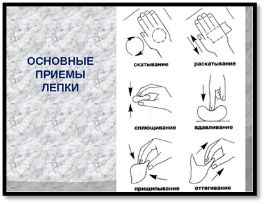 ОСНОВНЫЕ
ПРИЕМЫ
ЛЕПКИ
скатывание
раскатывание
сплющивание
вдавливание
прищипывание
оттягивание